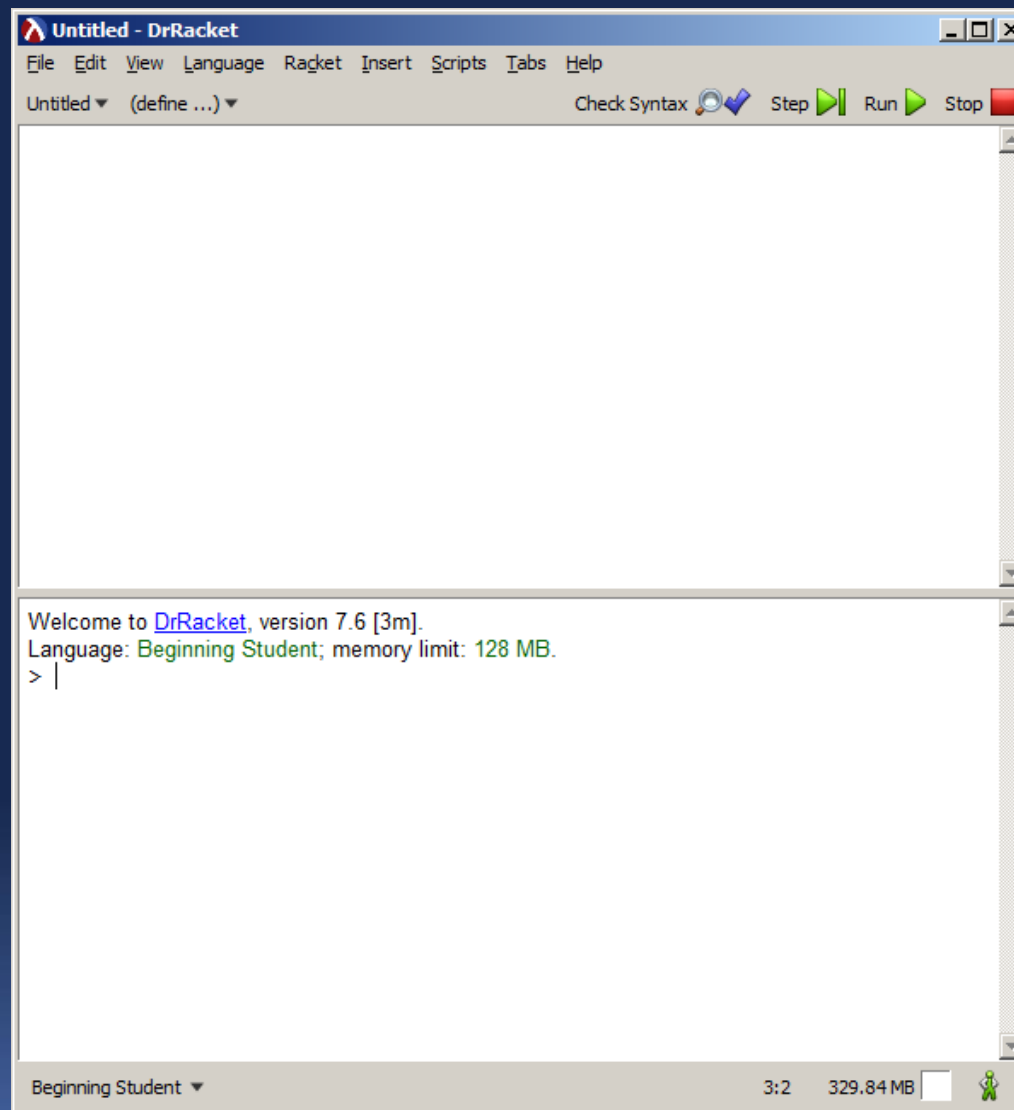 Untitled - DrRacket
File Edit View Language Racket Insert Scripts Tabs Help
Untitled (define ...) Check Syntax Step Run Stop
Welcome to DrRacket, version 7.6 [3m].
Language: Beginning Student; memory limit: 128 MB.
>
Beginning Student 3:2 329.84 MB